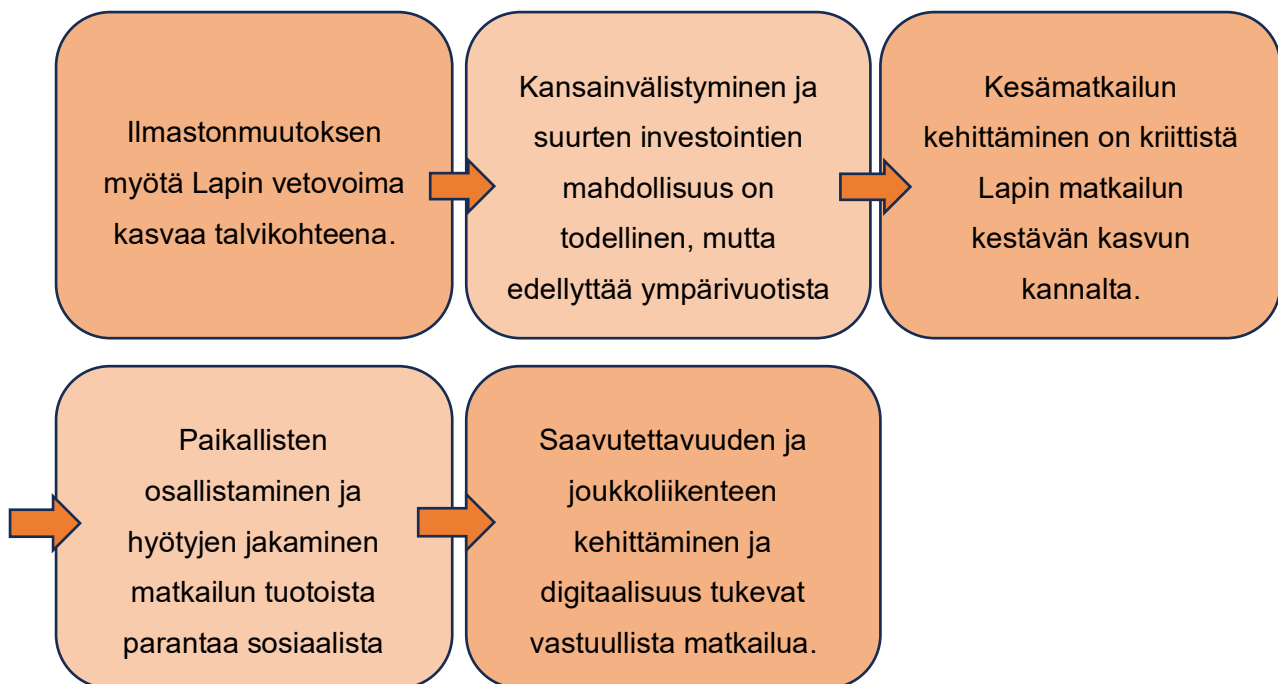 Ilmastonmuutoksen
myötä Lapin vetovoima
kasvaa talvikohteena.
Kansainvälistyminen ja
suurten investointien
mahdollisuus on
todellinen, mutta
edellyttää ympärivuotista
Kesämatkailun
kehittäminen on kriittistä
Lapin matkailun
kestävän kasvun
kannalta.
Paikallisten
osallistaminen ja
hyötyjen jakaminen
matkailun tuotoista
parantaa sosiaalista
Saavutettavuuden ja
joukkoliikenteen
kehittäminen ja
digitaalisuus tukevat
vastuullista matkailua.